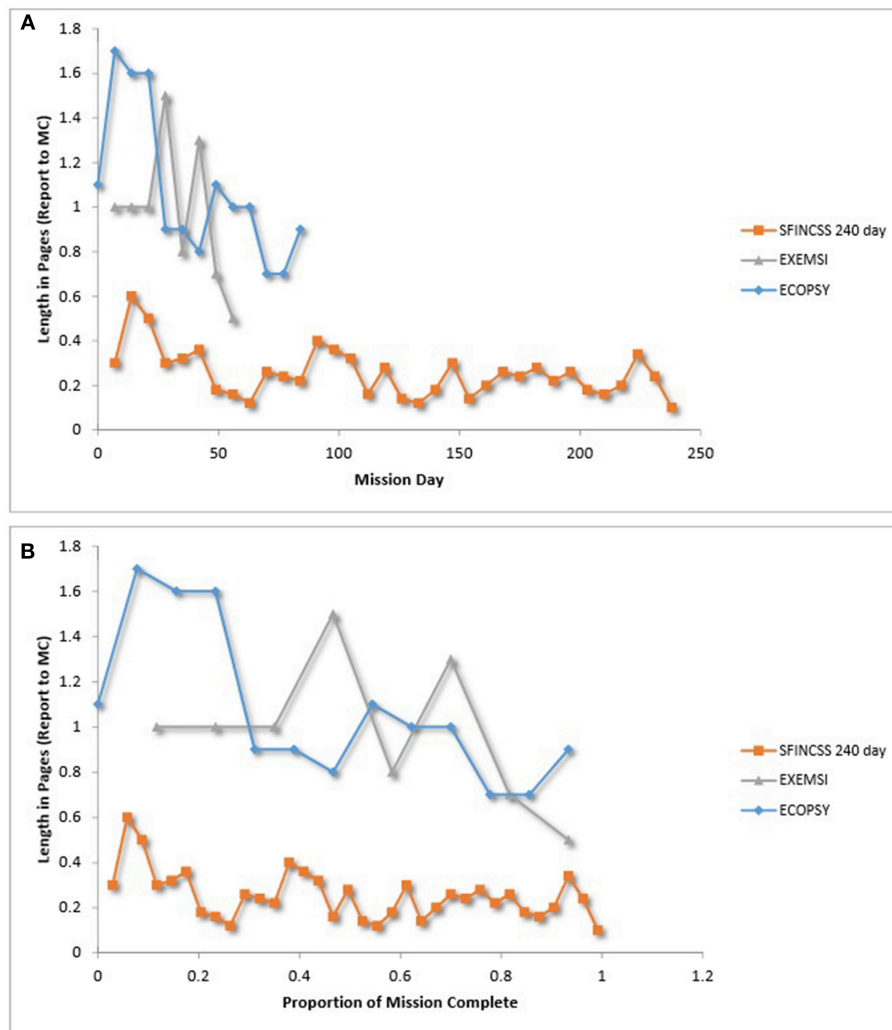 A
1.8
1.6
1.4
1.2
1
0.8
0.6
0.4
0.2
0
Length in Pages (Report to MC)
0 50 100 150 200 250
Mission Day
SFINCSS 240 day
EXEMSI
ECOPSY
B
1.8
1.6
1.4
1.2
1
0.8
0.6
0.4
0.2
0
Length in Pages (Report to MC)
0 0.2 0.4 0.6 0.8 1 1.2
Proportion of Mission Complete
SFINCSS 240 day
EXEMSI
ECOPSY